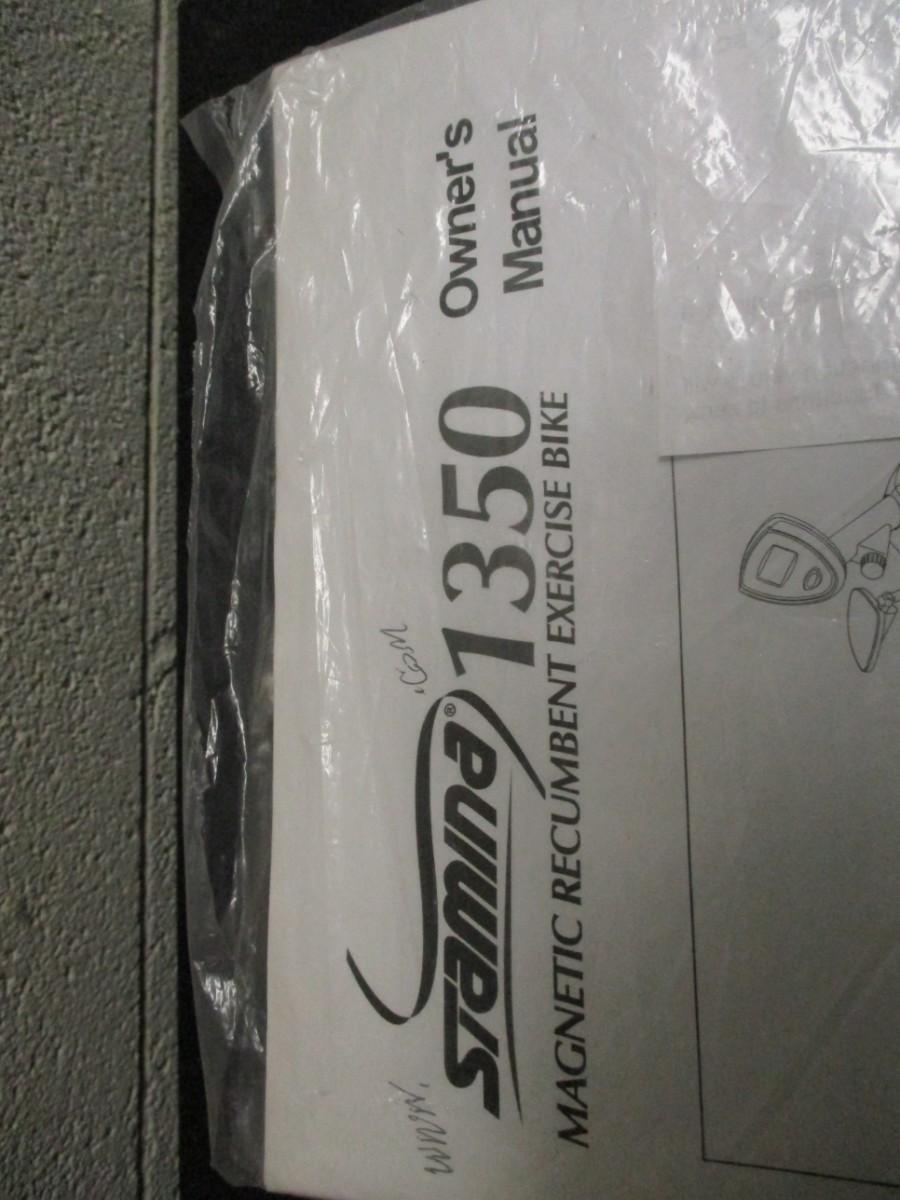 www. .com
Stamina® 1350
MAGNETIC RECUMBENT EXERCISE BIKE
Owner's
Manual